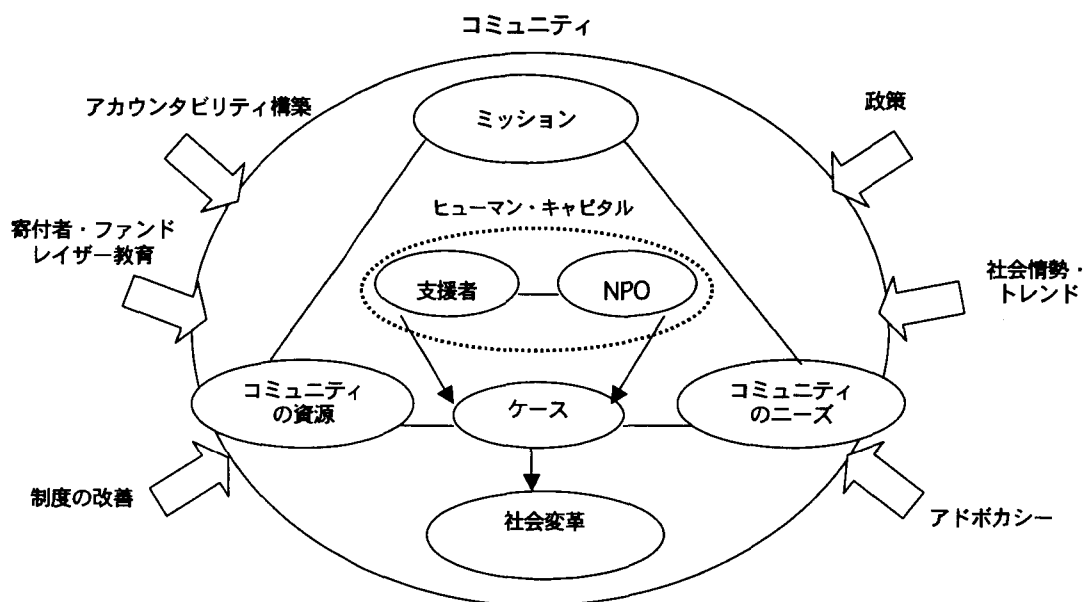 コミュニティ
アカウンタビリティ構築
ミッション
政策
ヒューマン・キャピタル
寄付者・ファンド
レイザー教育
支援者
NPO
社会情勢・
トレンド
コミュニティ
の資源
ケース
コミュニティ
のニーズ
制度の改善
社会変革
アドボカシー